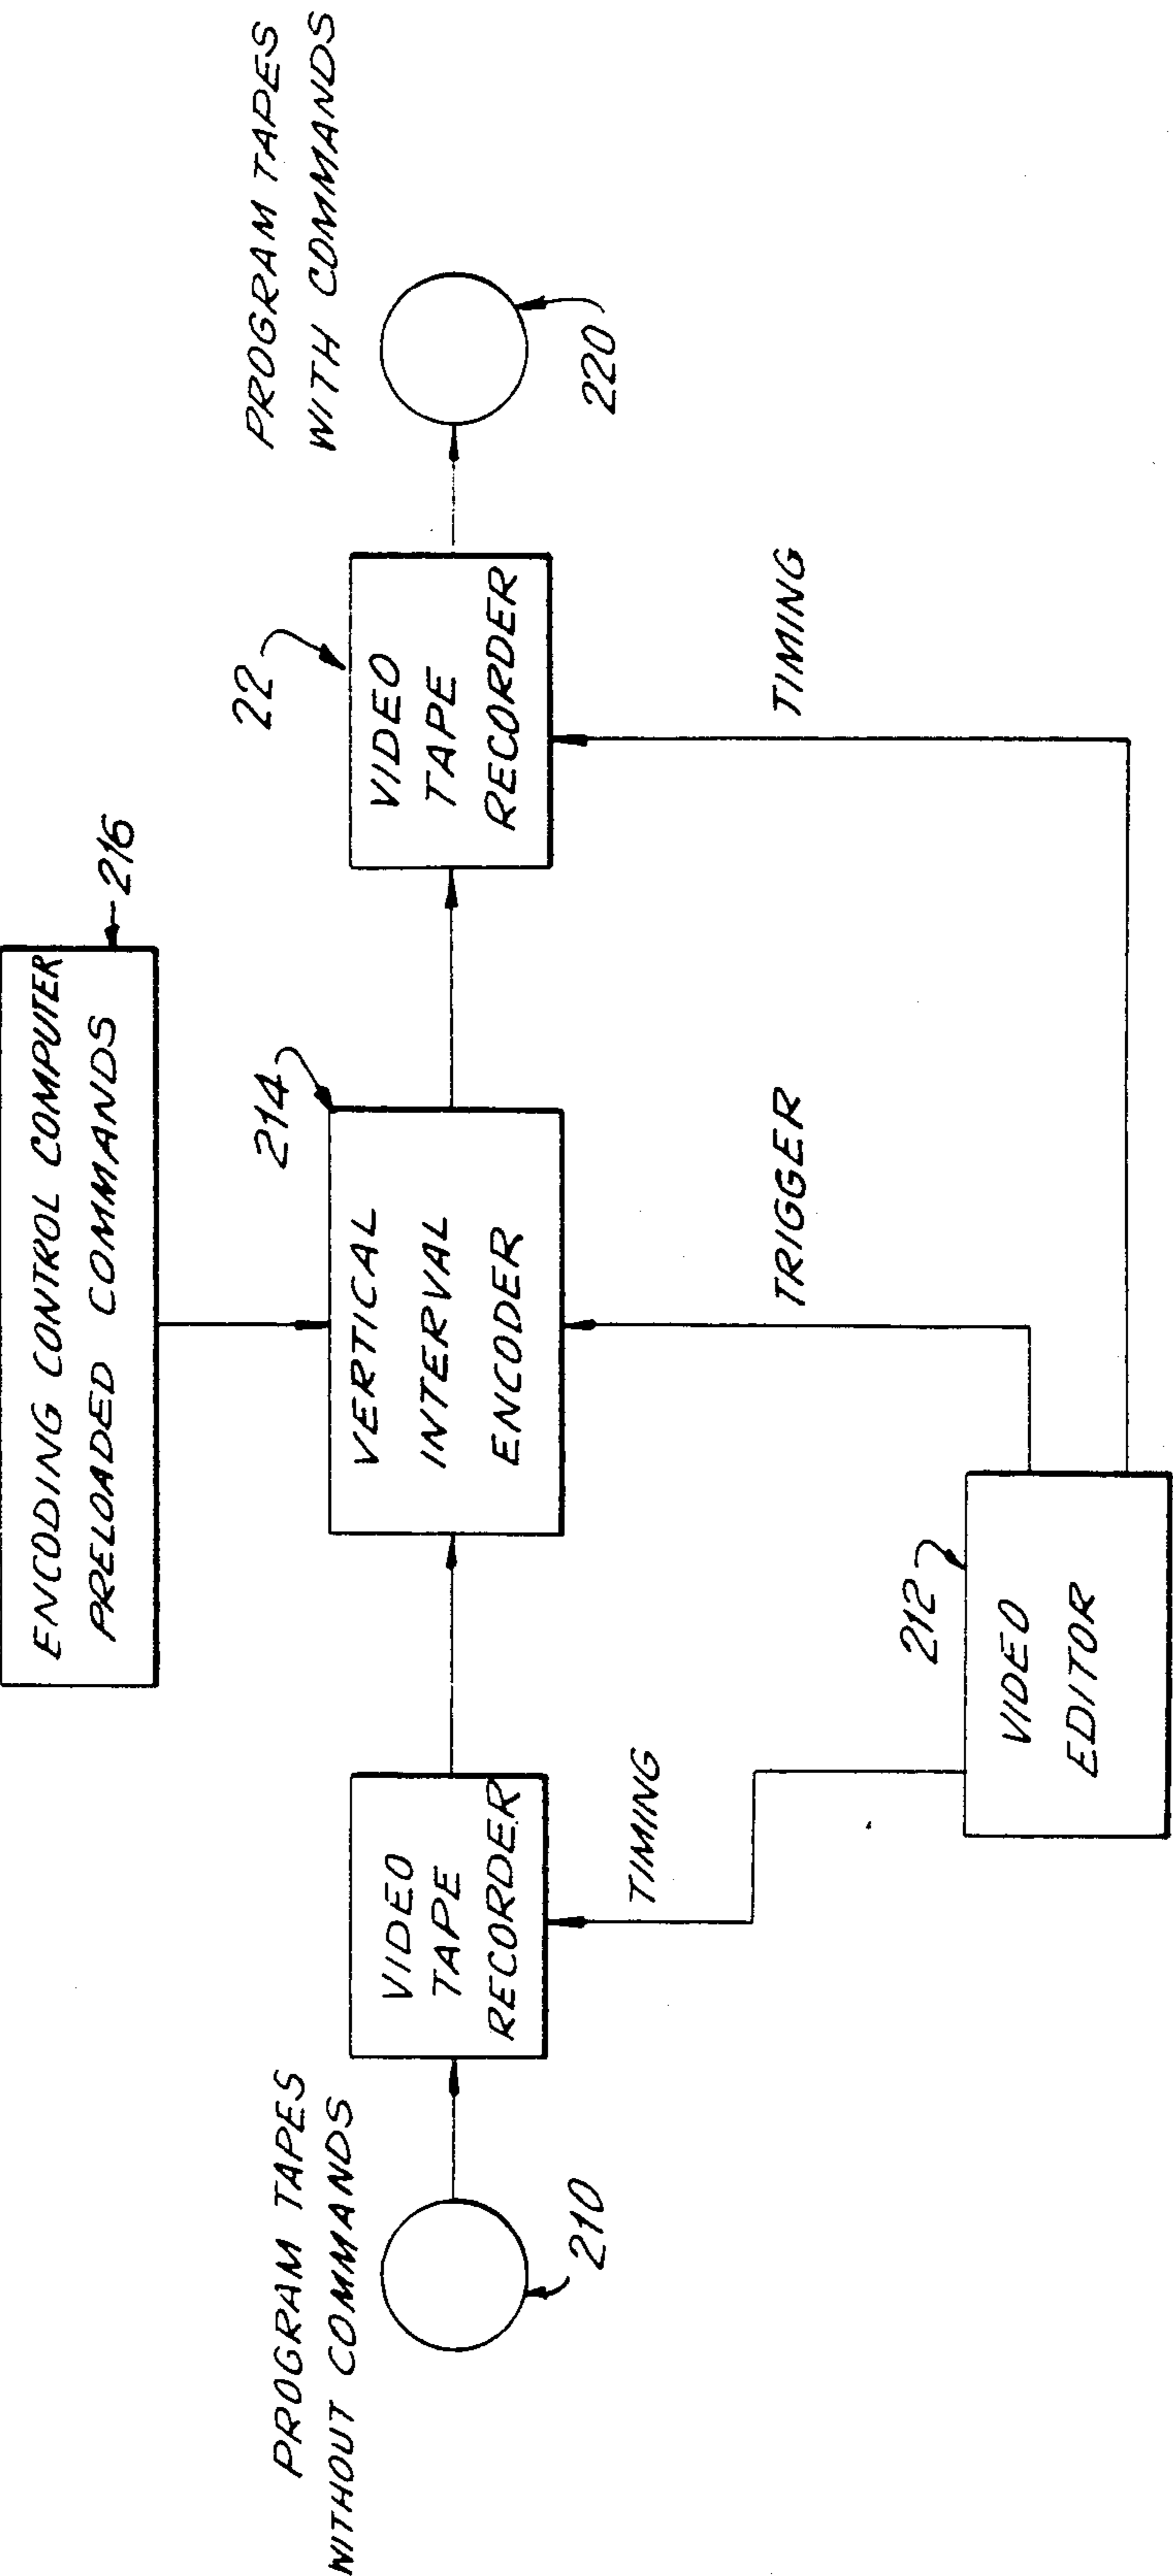 ENCODING CONTROL COMPUTER
PRELOADED COMMANDS
216
PROGRAM TAPES
WITHOUT COMMANDS
210
VIDEO
TAPE
RECORDER
TIMING
VERTICAL
INTERVAL
ENCODER
214
TRIGGER
VIDEO
TAPE
RECORDER
22
TIMING
PROGRAM TAPES
WITH COMMANDS
220
VIDEO
EDITOR
212